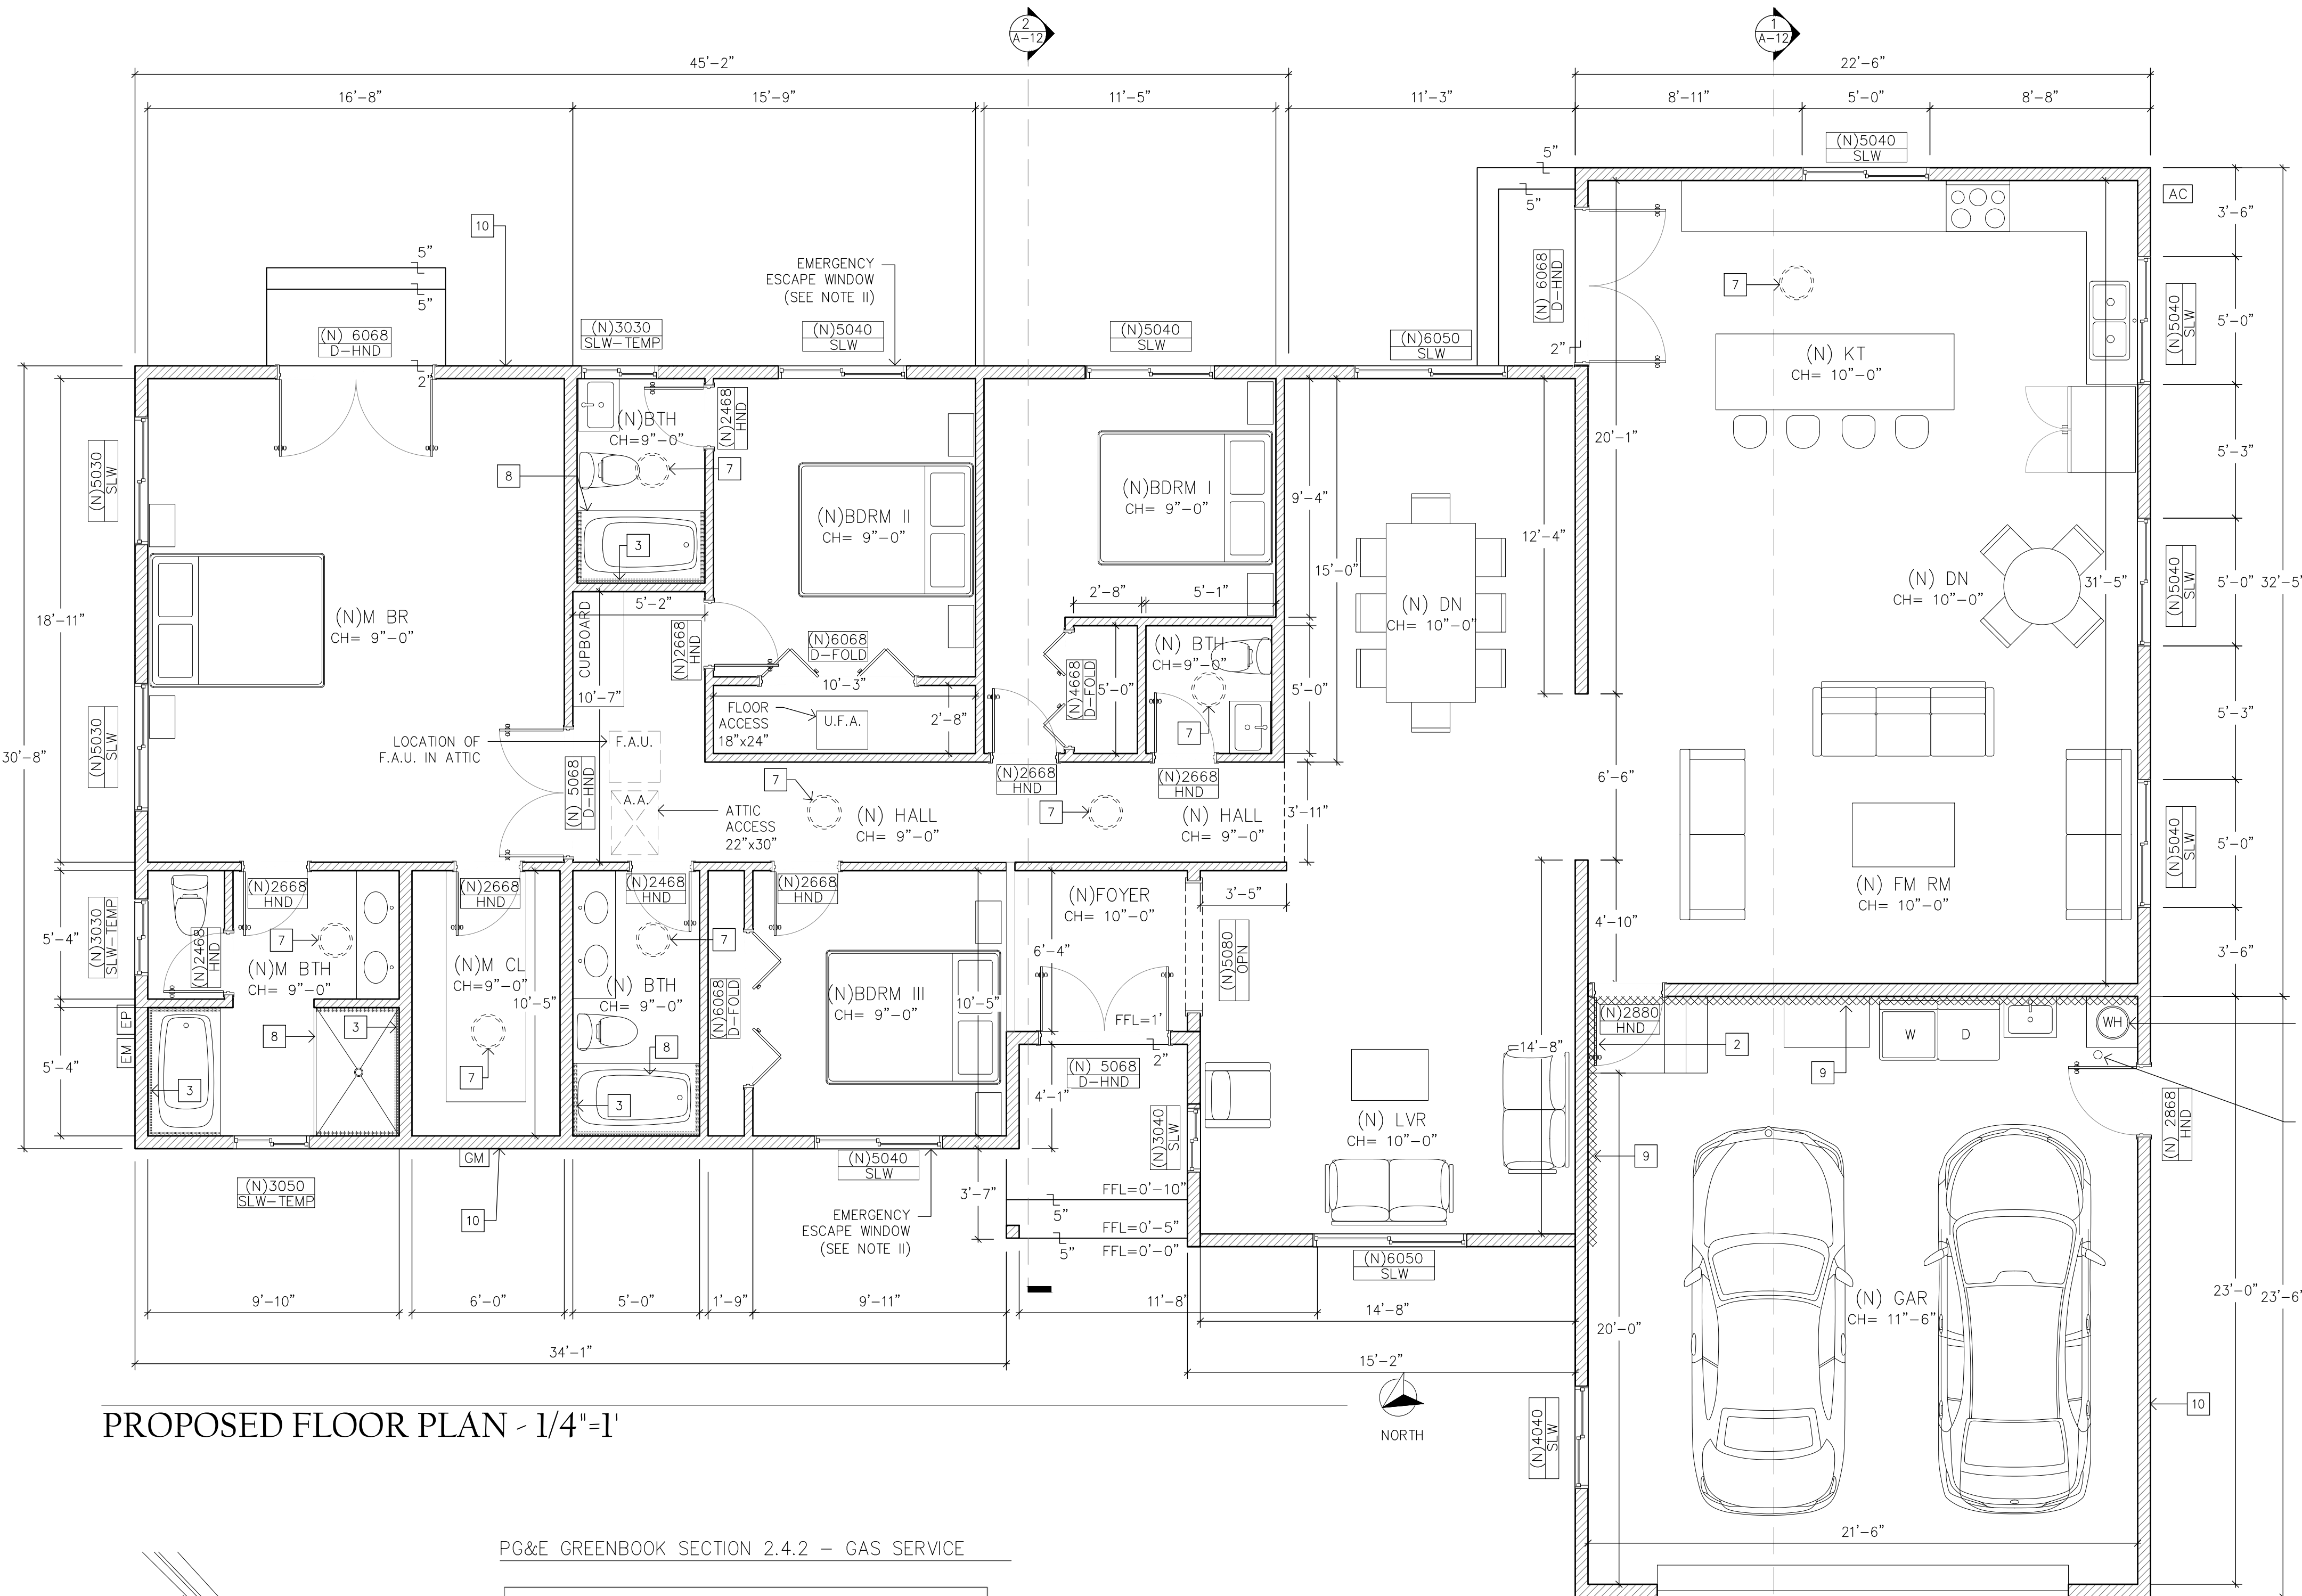 2
A-12
1
A-12
45'-2"
22'-6"
16'-8"
15'-9"
11'-5"
11'-3"
8'-11"
5'-0"
8'-8"
(N)5040
SLW
5"
5"
AC
3'-6"
10
5"
5"
EMERGENCY
ESCAPE WINDOW
(SEE NOTE II)
(N) 6068
D-HND
7
(N)5040
SLW
5'-0"
(N) 6068
D-HND
2"
(N)3030
SLW-TEMP
(N)5040
SLW
(N)5040
SLW
(N)6050
SLW
2"
(N) KT
CH= 10"-0"
(N)BTH
CH=9"-0"
(N)2468
HND
20'-1"
5'-3"
(N)5030
SLW
8
7
(N)BDRM I
CH= 9"-0"
9'-4"
(N)BDRM II
CH= 9"-0"
12'-4"
3
15'-0"
(N)5040
SLW
5'-0"
32'-5"
31'-5"
(N) DN
CH= 10"-0"
18'-11"
(N)M BR
CH= 9"-0"
CUPBOARD
5'-2"
2'-8"
5'-1"
(N) DN
CH= 10"-0"
(N)2668
HND
(N)6068
D-FOLD
(N) BTH
CH=9"-0"
10'-7"
10'-3"
(N)4668
D-FOLD
5'-0"
5'-0"
FLOOR
ACCESS
18"x24"
U.F.A.
2'-8"
7
5'-3"
30'-8"
(N)5030
SLW
LOCATION OF
F.A.U. IN ATTIC
F.A.U.
(N) 5068
D-HND
7
(N)2668
HND
(N)2668
HND
6'-6"
A.A.
ATTIC
ACCESS
22"x30"
(N) HALL
CH= 9"-0"
7
(N) HALL
CH= 9"-0"
3'-11"
(N)5040
SLW
5'-0"
(N)2668
HND
(N)2668
HND
(N)2468
HND
(N)2668
HND
(N)FOYER
CH= 10"-0"
3'-5"
(N) FM RM
CH= 10"-0"
4'-10"
(N)3030
SLW-TEMP
5'-4"
(N)2468
HND
7
(N)M BTH
CH= 9"-0"
(N)M CL
CH=9"-0"
10'-5"
7
(N) BTH
CH= 9"-0"
(N)6068
D-FOLD
(N)BDRM III
CH= 9"-0"
10'-5"
6'-4"
(N)5080
OPN
3'-6"
EP
EM
8
3
FFL=1'
2"
(N)2880
HND
2
W
D
WH
14'-8"
5'-4"
3
7
8
3
(N) 5068
D-HND
4'-1"
9
(N) 2868
HND
(N)3040
SLW
(N) LVR
CH= 10"-0"
9
GM
(N)5040
SLW
(N)3050
SLW-TEMP
10
3'-7"
FFL=0'-10"
5"
FFL=0'-5"
5"
FFL=0'-0"
EMERGENCY
ESCAPE WINDOW
(SEE NOTE II)
(N)6050
SLW
9'-10"
6'-0"
5'-0"
1'-9"
9'-11"
11'-8"
14'-8"
(N) GAR
CH= 11"-6"
23'-0"
23'-6"
20'-0"
34'-1"
15'-2"
NORTH
10
(N)4040
SLW
PROPOSED FLOOR PLAN - 1/4"=1'
21'-6"
PG&E GREENBOOK SECTION 2.4.2 – GAS SERVICE